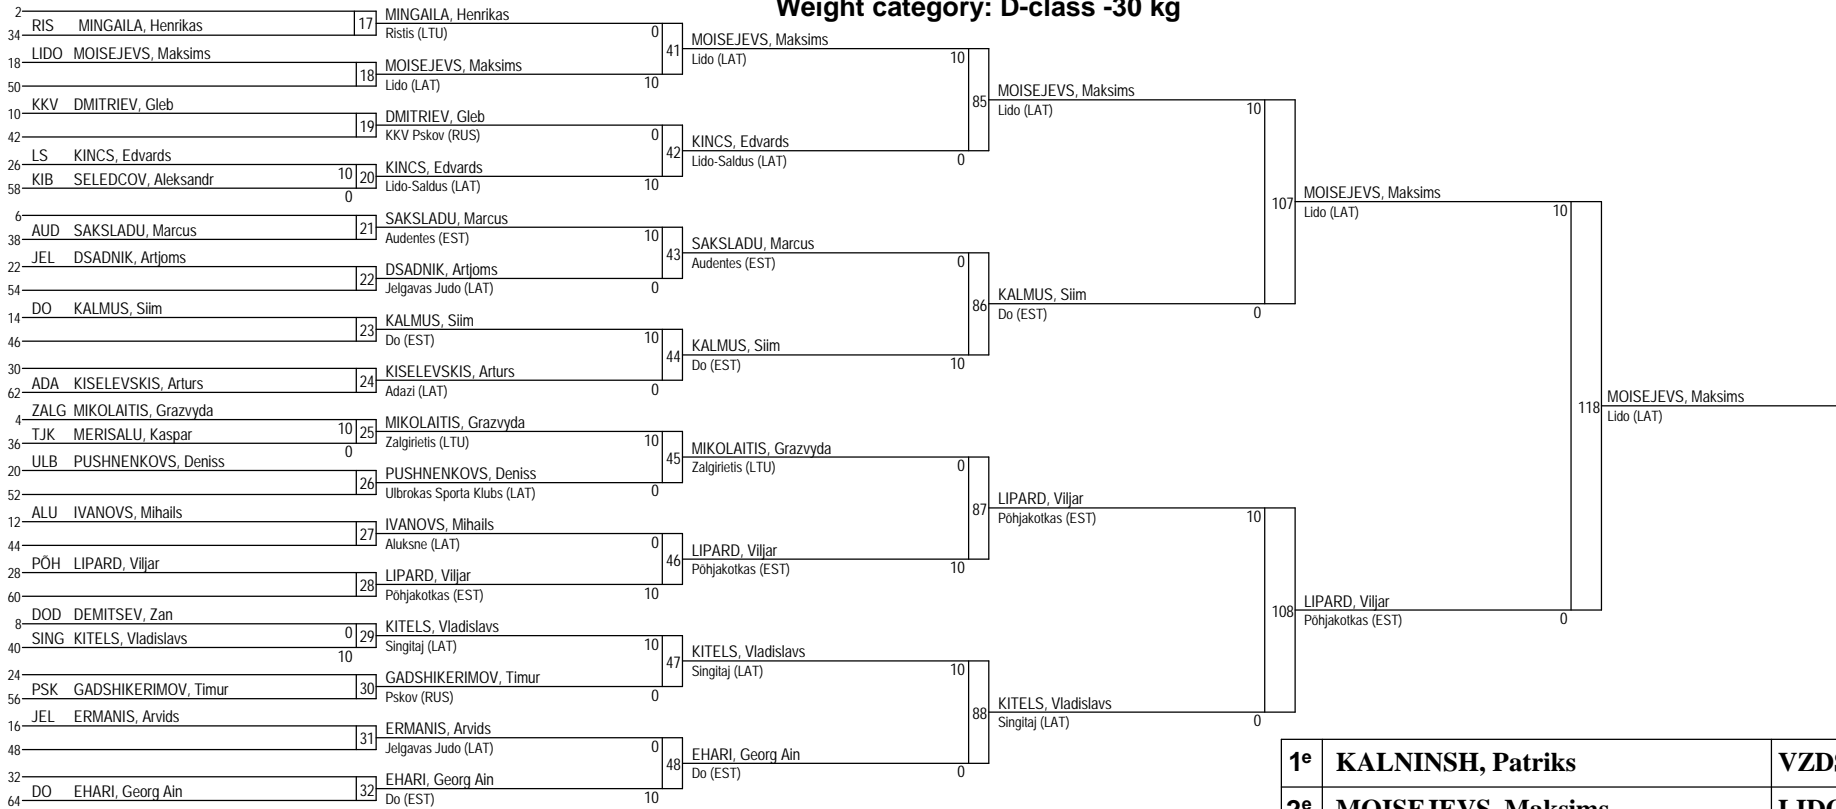 Weight category: D-class -30 kg
2
34 RIS MINGAILA, Henrikas
17
18 LIDO MOISEJEVS, Maksims
50
18
10 KKV DMITRIEV, Gleb
42
19
26 LS KINCS, Edvards 10
58 KIB SELEDCOV, Aleksandr 0
20
6
38 AUD SAKSLADU, Marcus
21
22 JEL DSADNIK, Artjoms
54
22
14 DO KALMUS, Siim
46
23
30
62 ADA KISELEVSKIS, Arturs
24
4 ZALG MIKOLAITIS, Grazvyda 10
36 TJK MERISALU, Kaspar 0
25
20 ULB PUSHNENKOVS, Deniss
52
26
12 ALU IVANOVS, Mihails
44
27
28 PÕH LIPARD, Viljar
60
28
8 DOD DEMITSEV, Zan 0
40 SING KITELS, Vladislavs 10
29
24
56 PSK GADSHIKERIMOV, Timur
30
16 JEL ERMANIS, Arvids
48
31
32
64 DO EHARI, Georg Ain
32
MINGAILA, Henrikas 0
Ristis (LTU)
41
MOISEJEVS, Maksims
Lido (LAT) 10
DMITRIEV, Gleb
KKV Pskov (RUS) 0
42
KINCS, Edvards
Lido-Saldus (LAT) 10
SAKSLADU, Marcus
Audentes (EST) 10
43
DSADNIK, Artjoms
Jelgavas Judo (LAT) 0
KALMUS, Siim
Do (EST) 10
44
KISELEVSKIS, Arturs
Adazi (LAT) 0
MIKOLAITIS, Grazvyda
Zalgirietis (LTU) 10
45
PUSHNENKOVS, Deniss
Ulbrokas Sporta Klubs (LAT) 0
IVANOVS, Mihails
Aluksne (LAT) 0
46
LIPARD, Viljar
Põhjakotkas (EST) 10
KITELS, Vladislavs
Singitaj (LAT) 10
47
GADSHIKERIMOV, Timur
Pskov (RUS) 0
ERMANIS, Arvids
Jelgavas Judo (LAT) 0
48
EHARI, Georg Ain
Do (EST) 10
MOISEJEVS, Maksims
Lido (LAT) 10
85
KINCS, Edvards
Lido-Saldus (LAT) 0
SAKSLADU, Marcus
Audentes (EST) 0
86
KALMUS, Siim
Do (EST) 10
MIKOLAITIS, Grazvyda
Zalgirietis (LTU) 0
87
LIPARD, Viljar
Põhjakotkas (EST) 10
KITELS, Vladislavs
Singitaj (LAT) 10
88
EHARI, Georg Ain
Do (EST) 0
MOISEJEVS, Maksims
Lido (LAT) 10
107
KALMUS, Siim
Do (EST) 0
LIPARD, Viljar
Põhjakotkas (EST) 10
108
KITELS, Vladislavs
Singitaj (LAT) 0
MOISEJEVS, Maksims
Lido (LAT) 10
118
LIPARD, Viljar
Põhjakotkas (EST) 0
MOISEJEVS, Maksims
Lido (LAT)
1e KALNINSH, Patriks
2e MOISEJEVS, Maksims